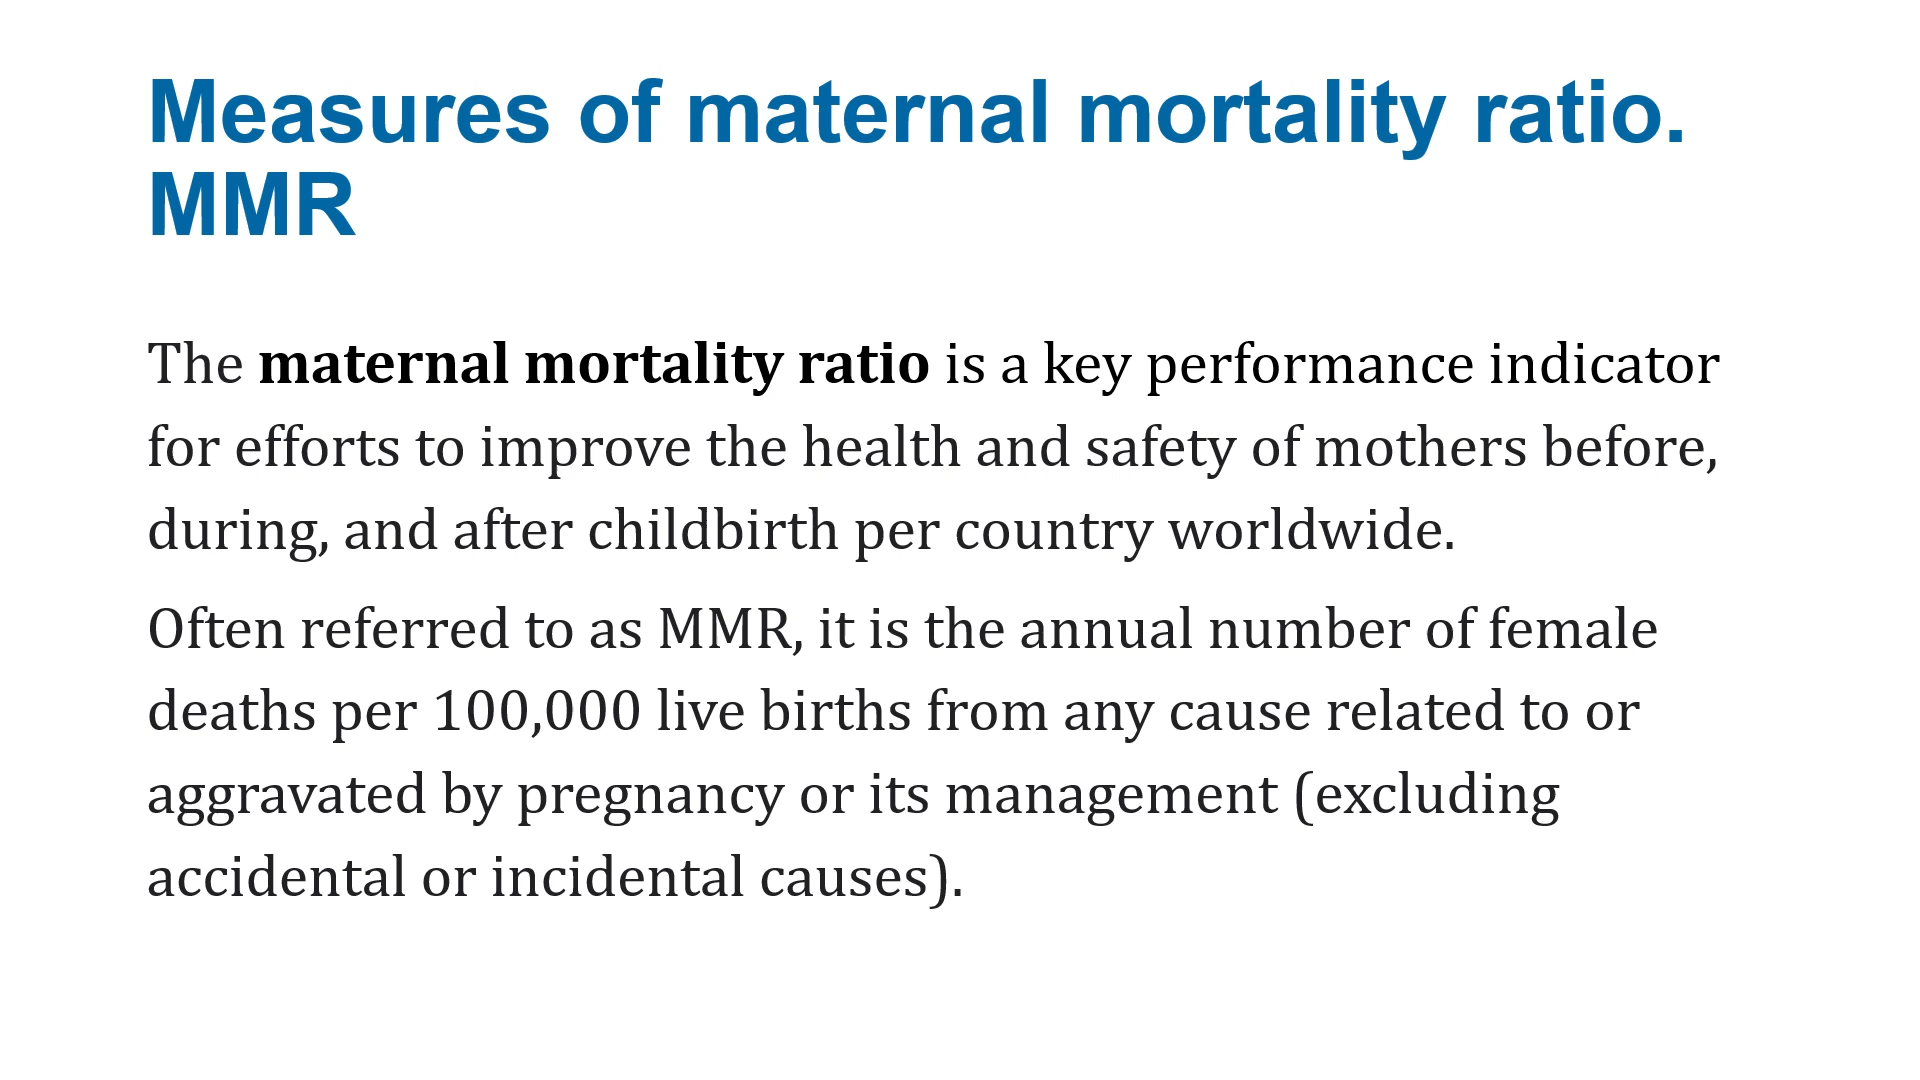 Measures of maternal mortality ratio.
MMR
The maternal mortality ratio is a key performance indicator
for efforts to improve the health and safety of mothers before,
during, and after childbirth per country worldwide.
Often referred to as MMR, it is the annual number of female
deaths per 100,000 live births from any cause related to or
aggravated by pregnancy or its management (excluding
accidental or incidental causes).